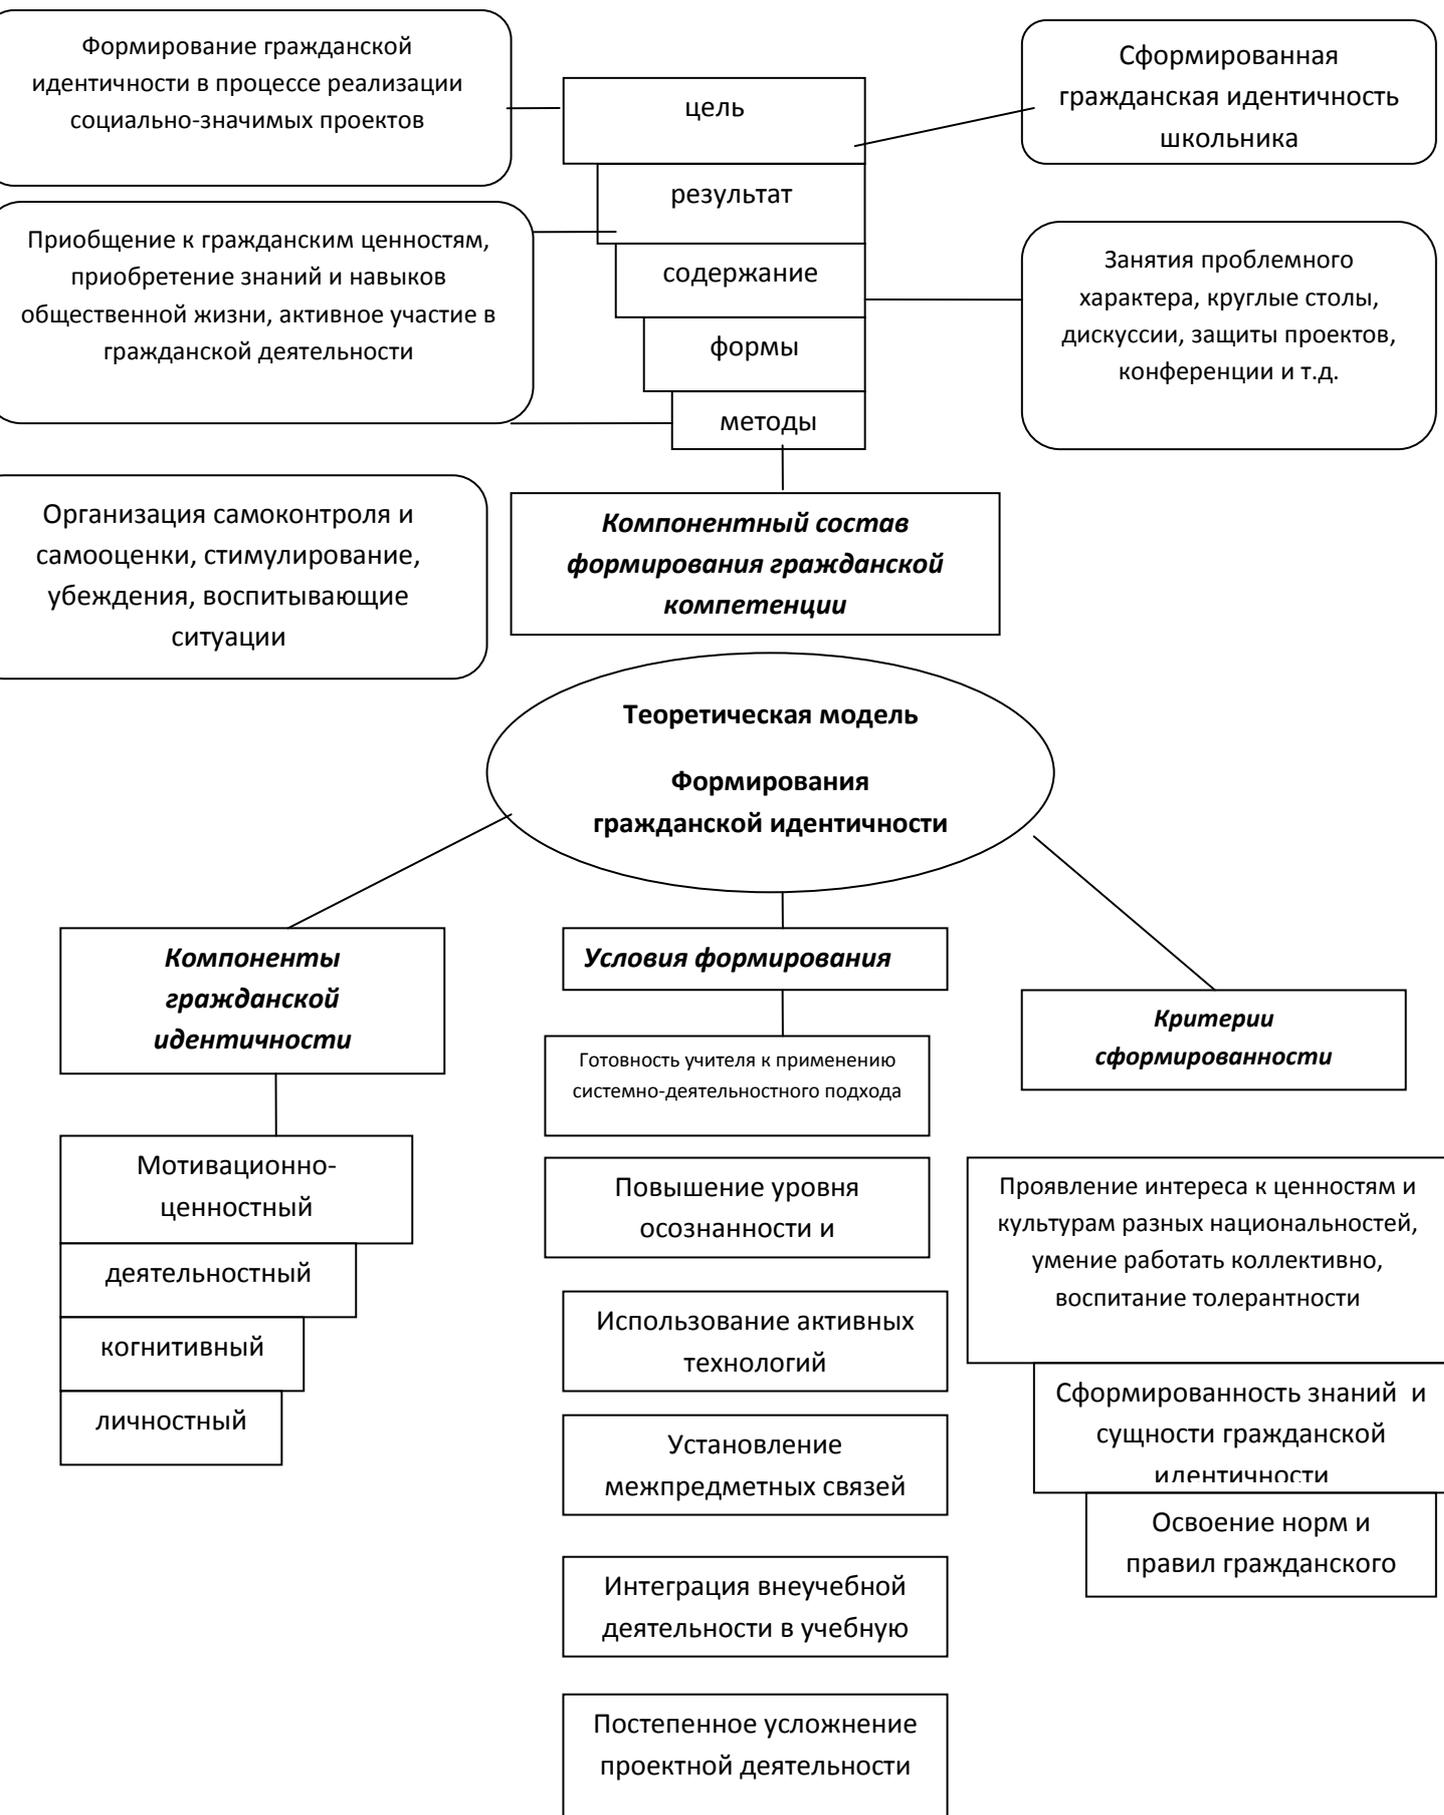 Формирование гражданской
идентичности в процессе реализации
социально-значимых проектов
цель
Сформированная
гражданская идентичность
школьника
результат
Приобщение к гражданским ценностям,
приобретение знаний и навыков
общественной жизни, активное участие в
гражданской деятельности
содержание
Занятия проблемного
характера, круглые столы,
дискуссии, защиты проектов,
конференции и т.д.
формы
методы
Организация самоконтроля и
самооценки, стимулирование,
убеждения, воспитывающие
ситуации
Компонентный состав
формирования гражданской
компетенции
Теоретическая модель
Формирования
гражданской идентичности
Компоненты
гражданской
идентичности
Мотивационно-
ценностный
деятельностный
когнитивный
личностный
Условия формирования
Готовность учителя к применению
системно-деятельностного подхода
Повышение уровня
осознанности и
Использование активных
технологий
Установление
межпредметных связей
Интеграция внеучебной
деятельности в учебную
Постепенное усложнение
проектной деятельности
Критерии
сформированности
Проявление интереса к ценностям и
культурам разных национальностей,
умение работать коллективно,
воспитание толерантности
Сформированность знаний и
сущности гражданской
идентичности
Освоение норм и
правил гражданского